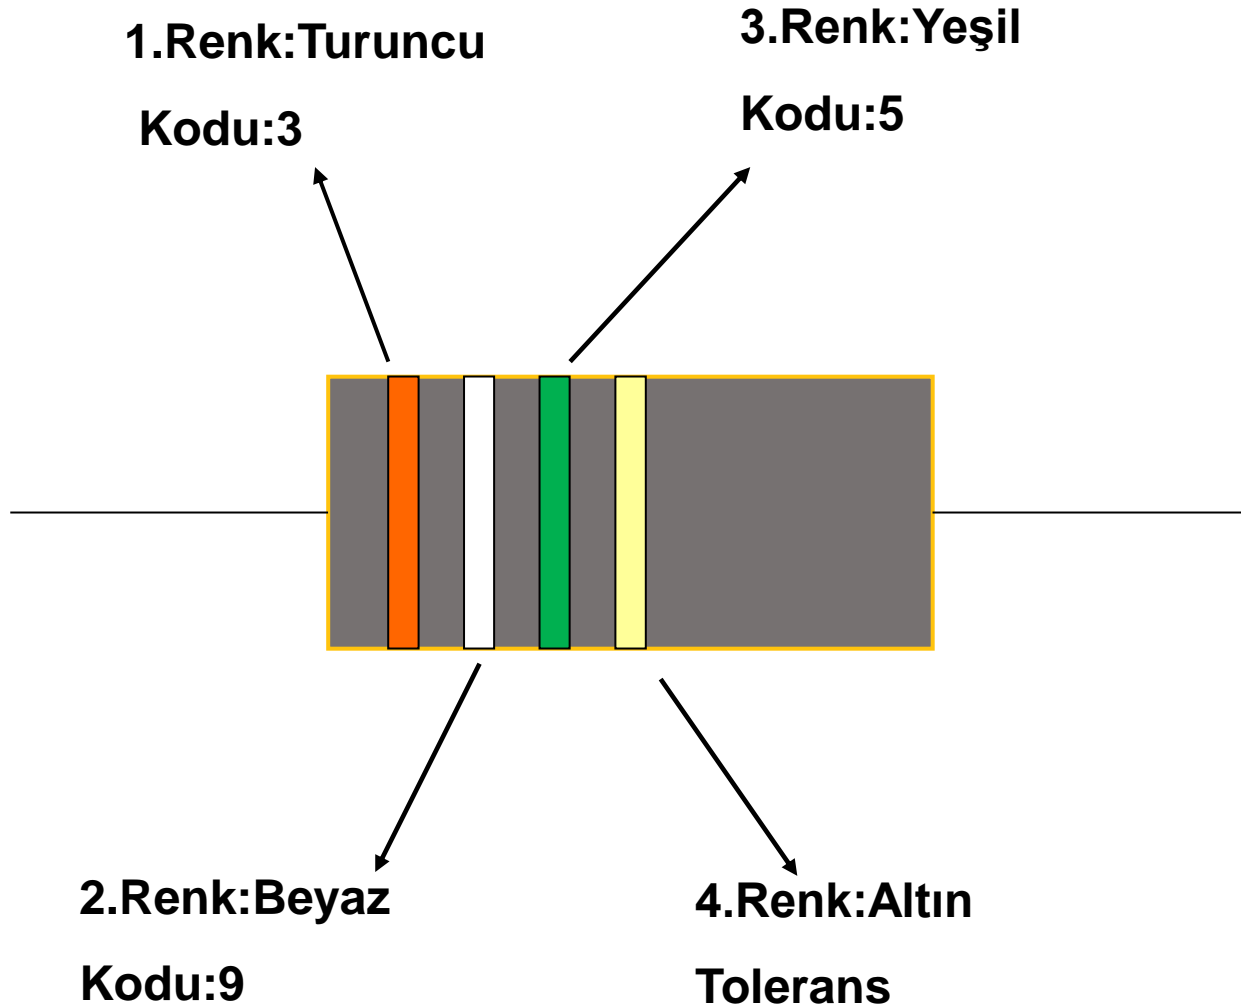 1.Renk:Turuncu
Kodu:3
3.Renk:Yeşil
Kodu:5
2.Renk:Beyaz
Kodu:9
4.Renk:Altın
Tolerans